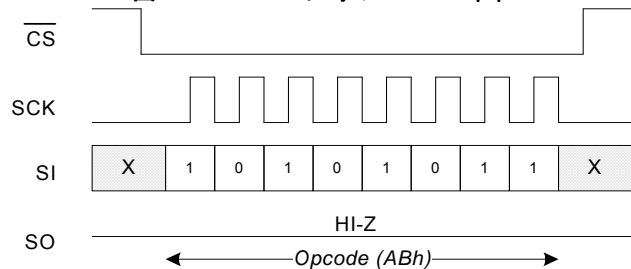 CS
SCK
SI X 1 0 1 0 1 0 1 1 X
HI-Z
SO
Opcode (ABh)